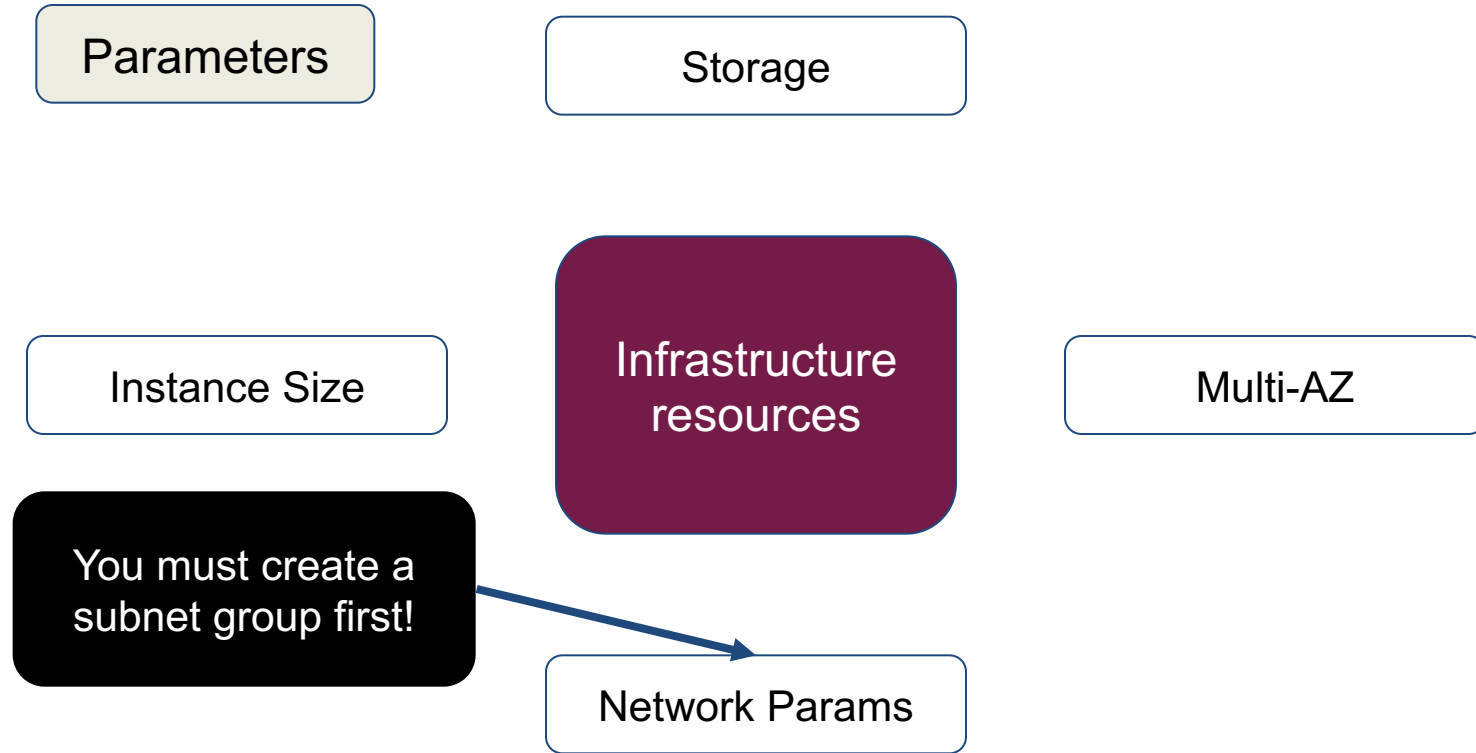 Parameters
Storage
Infrastructure
resources
Instance Size
Multi-AZ
You must create a
subnet group first!
Network Params